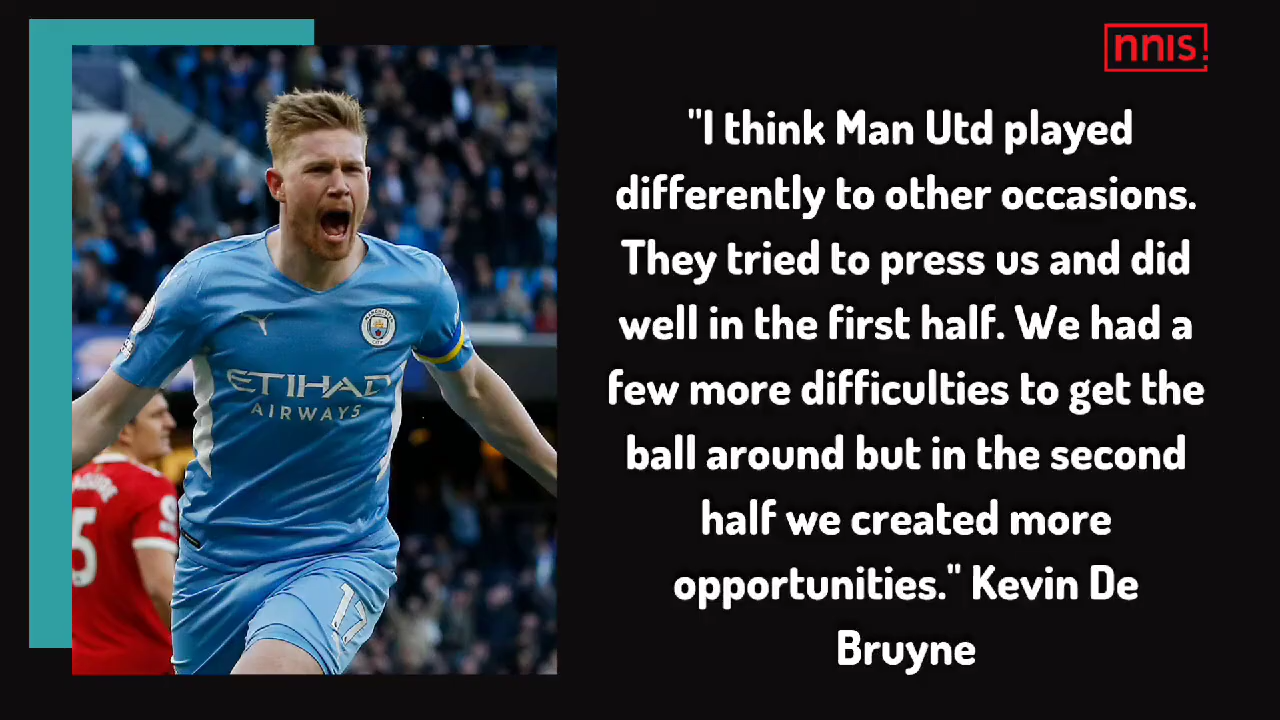 nnis!
"I think Man Utd played
differently to other occasions.
They tried to press us and did
well in the first half. We had a
few more difficulties to get the
ball around but in the second
half we created more
opportunities." Kevin De
Bruyne
ETIHAD
AIRWAYS
17
5